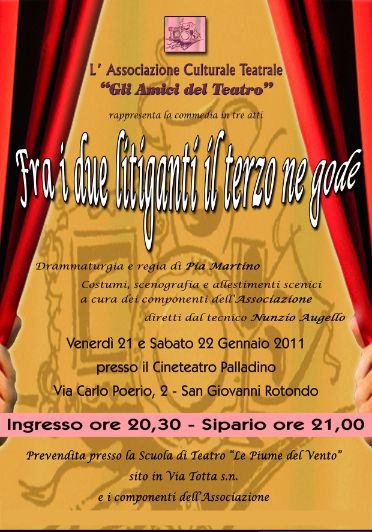 L' Associazione Culturale Teatrale
"Gli Amici del Teatro"
rappresenta la commedia in tre atti
Fra i due litiganti il terzo ne gode
Drammaturgia e regia di Pia Martino
Costumi, scenografia e allestimenti scenici
a cura dei componenti dell'Associazione
diretti dal tecnico Nunzio Augello
Venerdì 21 e Sabato 22 Gennaio 2011
presso il Cineteatro Palladino
Via Carlo Poerio, 2 - San Giovanni Rotondo
Ingresso ore 20,30 - Sipario ore 21,00
Prevendita presso la Scuola di Teatro "Le Piume del Vento"
sito in Via Totta s.n.
e i componenti dell'Associazione